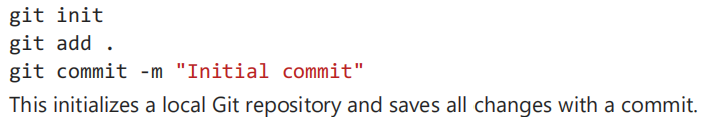 git init
git add .
git commit -m "Initial commit"
This initializes a local Git repository and saves all changes with a commit.